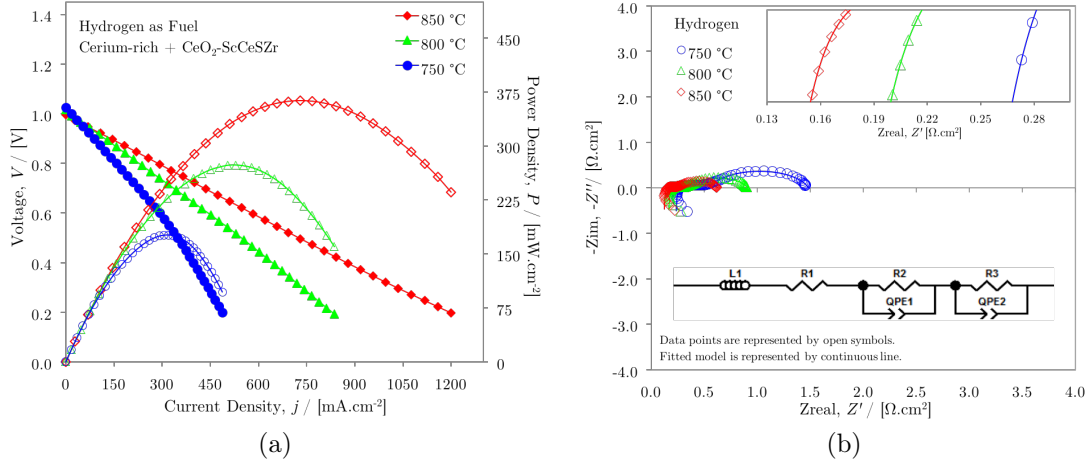 Hydrogen as Fuel
Cerium-rich + CeO₂-ScCeSZr
850 °C
800 °C
750 °C
1.4
1.2
1.0
0.8
0.6
0.4
0.2
0.0
Voltage, V / [V]
450
375
300
225
150
75
0
Power Density, P / [mW.cm⁻²]
0 150 300 450 600 750 900 1050 1200
Current Density, j / [mA.cm⁻²]
(a)
4.0
3.0
2.0
1.0
0.0
-1.0
-2.0
-3.0
-4.0
-Zim, -Z'' / [Ω.cm²]
Hydrogen
750 °C
800 °C
850 °C
0.13 0.18 0.23 0.28
Zreal, Z' / [Ω.cm²]
L1 R1 R2 R3
QPE1 QPE2
Data points are represented by open symbols.
Fitted model is represented by continuous line.
0.0 0.5 1.0 1.5 2.0 2.5 3.0 3.5 4.0
Zreal, Z' / [Ω.cm²]
(b)